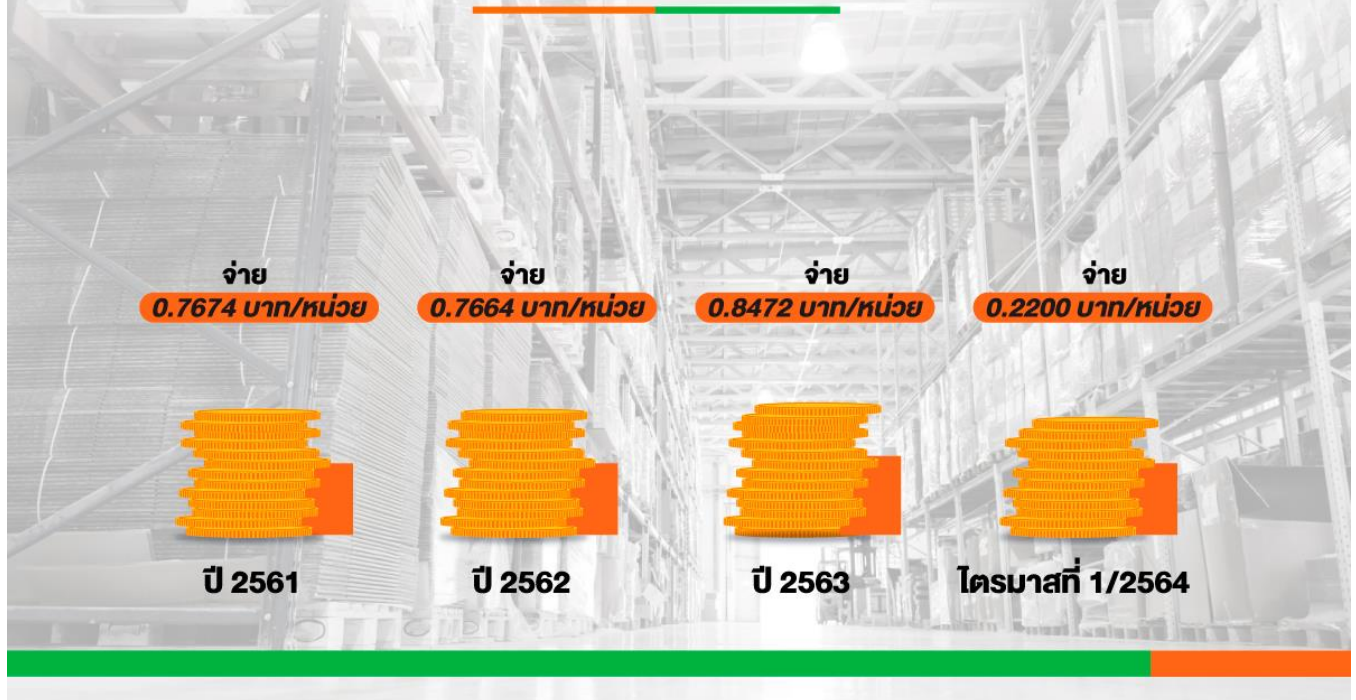 จ่าย
0.7674 บาท/หน่วย
จ่าย
0.7664 บาท/หน่วย
จ่าย
0.8472 บาท/หน่วย
จ่าย
0.2200 บาท/หน่วย
ปี 2561
ปี 2562
ปี 2563
ไตรมาสที่ 1/2564